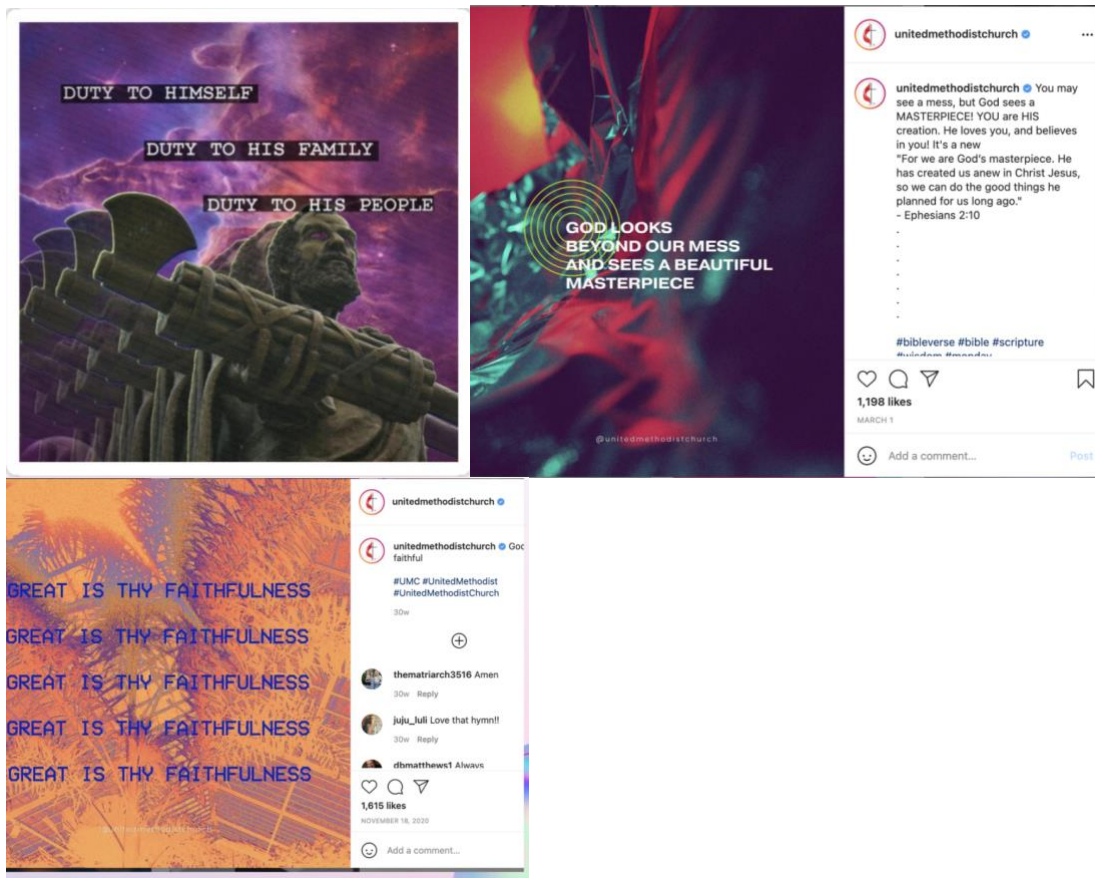 DUTY TO HIMSELF
DUTY TO HIS FAMILY
DUTY TO HIS PEOPLE
GOD LOOKS
BEYOND OUR MESS
AND SEES A BEAUTIFUL
MASTERPIECE
@unitedmethodistchurch
unitedmethodistchurch
unitedmethodistchurch You may
see a mess, but God sees a
MASTERPIECE! YOU are HIS
creation. He loves you, and believes
in you! It's a new
"For we are God's masterpiece. He
has created us anew in Christ Jesus,
so we can do the good things he
planned for us long ago."
- Ephesians 2:10
.
.
.
.
.
.
.
#bibleverse #bible #scripture
#wisdom #monday
1,198 likes
MARCH 1
Add a comment...
Post
GREAT IS THY FAITHFULNESS
GREAT IS THY FAITHFULNESS
GREAT IS THY FAITHFULNESS
GREAT IS THY FAITHFULNESS
GREAT IS THY FAITHFULNESS
unitedmethodistchurch
unitedmethodistchurch Goc
faithful
#UMC #UnitedMethodist
#UnitedMethodistChurch
30w
thematriarch3516 Amen
30w Reply
juju_luli Love that hymn!!
30w Reply
dbmatthews1 Always
1,615 likes
NOVEMBER 18, 2020
Add a comment...